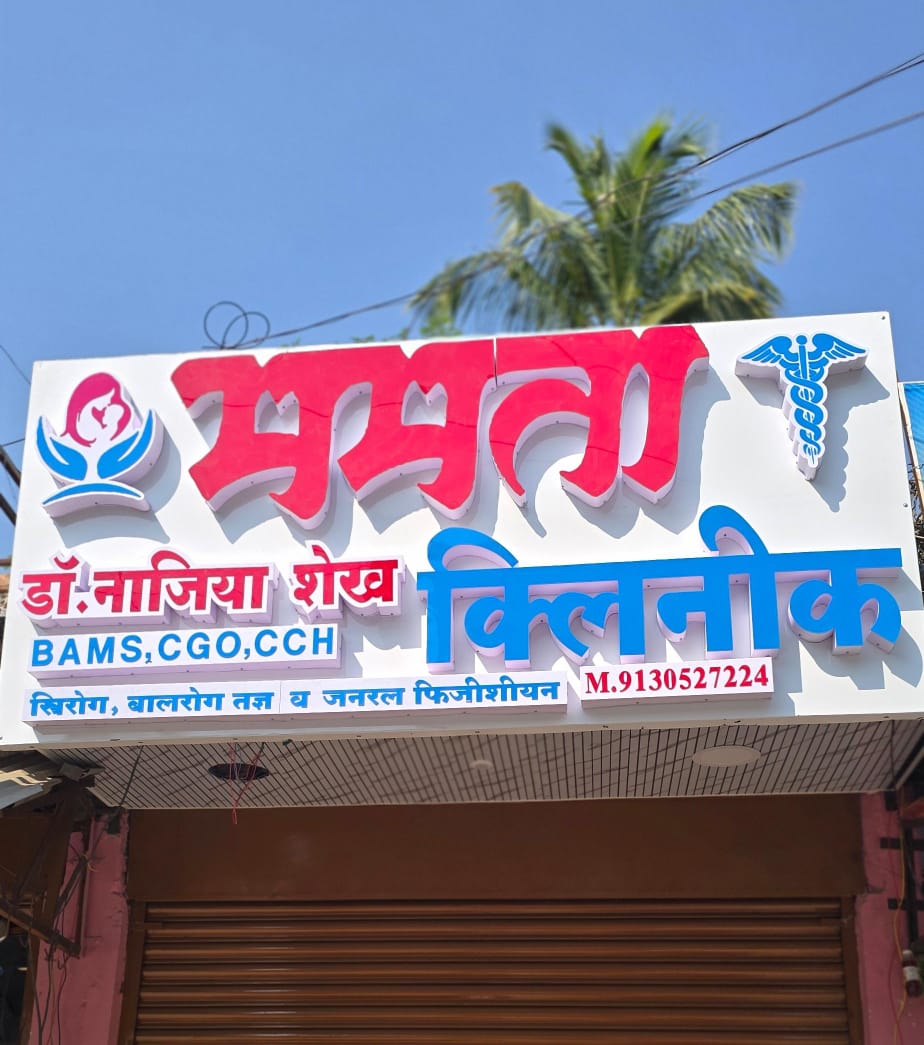 ममता
डॉ.नाजिया शेख
क्लिनीक
BAMS,CGO,CCH
स्त्रिरोग, बालरोग तज्ञ व जनरल फिजीशीयन
M.9130527224